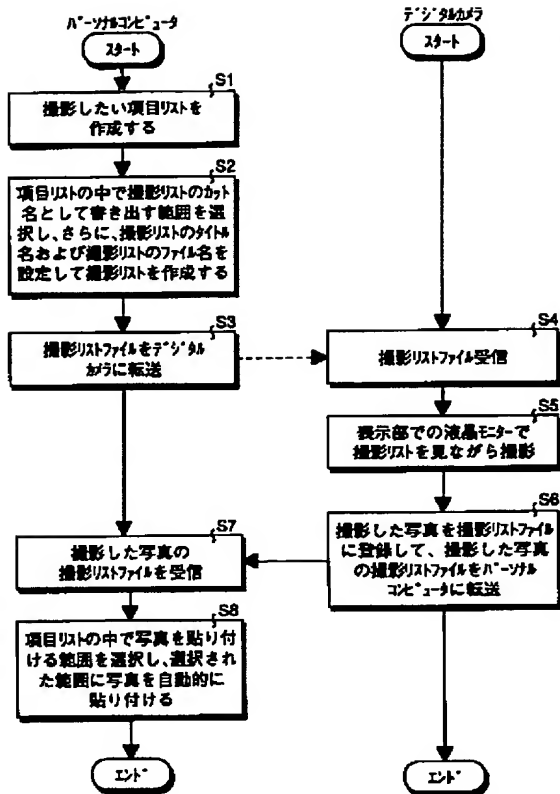 ﾊﾟｰｿﾅﾙｺﾝﾋﾟｭｰﾀ
ｽﾀｰﾄ
S1
撮影したい項目ﾘｽﾄを
作成する
S2
項目ﾘｽﾄの中で撮影ﾘｽﾄのｶｯﾄ
名として書き出す範囲を選
択し、さらに、撮影ﾘｽﾄのﾀｲﾄﾙ
名および撮影ﾘｽﾄのﾌｧｲﾙ名を
設定して撮影ﾘｽﾄを作成する
S3
撮影ﾘｽﾄﾌｧｲﾙをﾃﾞｼﾞﾀﾙ
ｶﾒﾗに転送
ﾃﾞｼﾞﾀﾙｶﾒﾗ
ｽﾀｰﾄ
S4
撮影ﾘｽﾄﾌｧｲﾙ受信
S5
表示部での液晶ﾓﾆﾀｰで
撮影ﾘｽﾄを見ながら撮影
S6
撮影した写真を撮影ﾘｽﾄﾌｧｲﾙ
に登録して、撮影した写真
の撮影ﾘｽﾄﾌｧｲﾙをﾊﾟｰｿﾅﾙ
ｺﾝﾋﾟｭｰﾀに転送
S7
撮影した写真の
撮影ﾘｽﾄﾌｧｲﾙを受信
S8
項目ﾘｽﾄの中で写真を貼り付
ける範囲を選択し、選択され
た範囲に写真を自動的に
貼り付ける
ｴﾝﾄﾞ
ｴﾝﾄﾞ